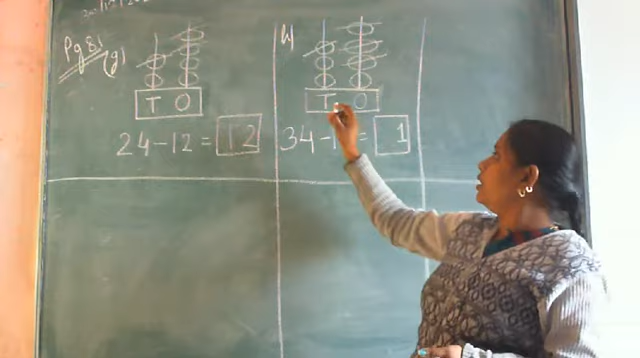 Pg 81
(g)
T O
24-12 = 12
h)
T O
34-1 = 1